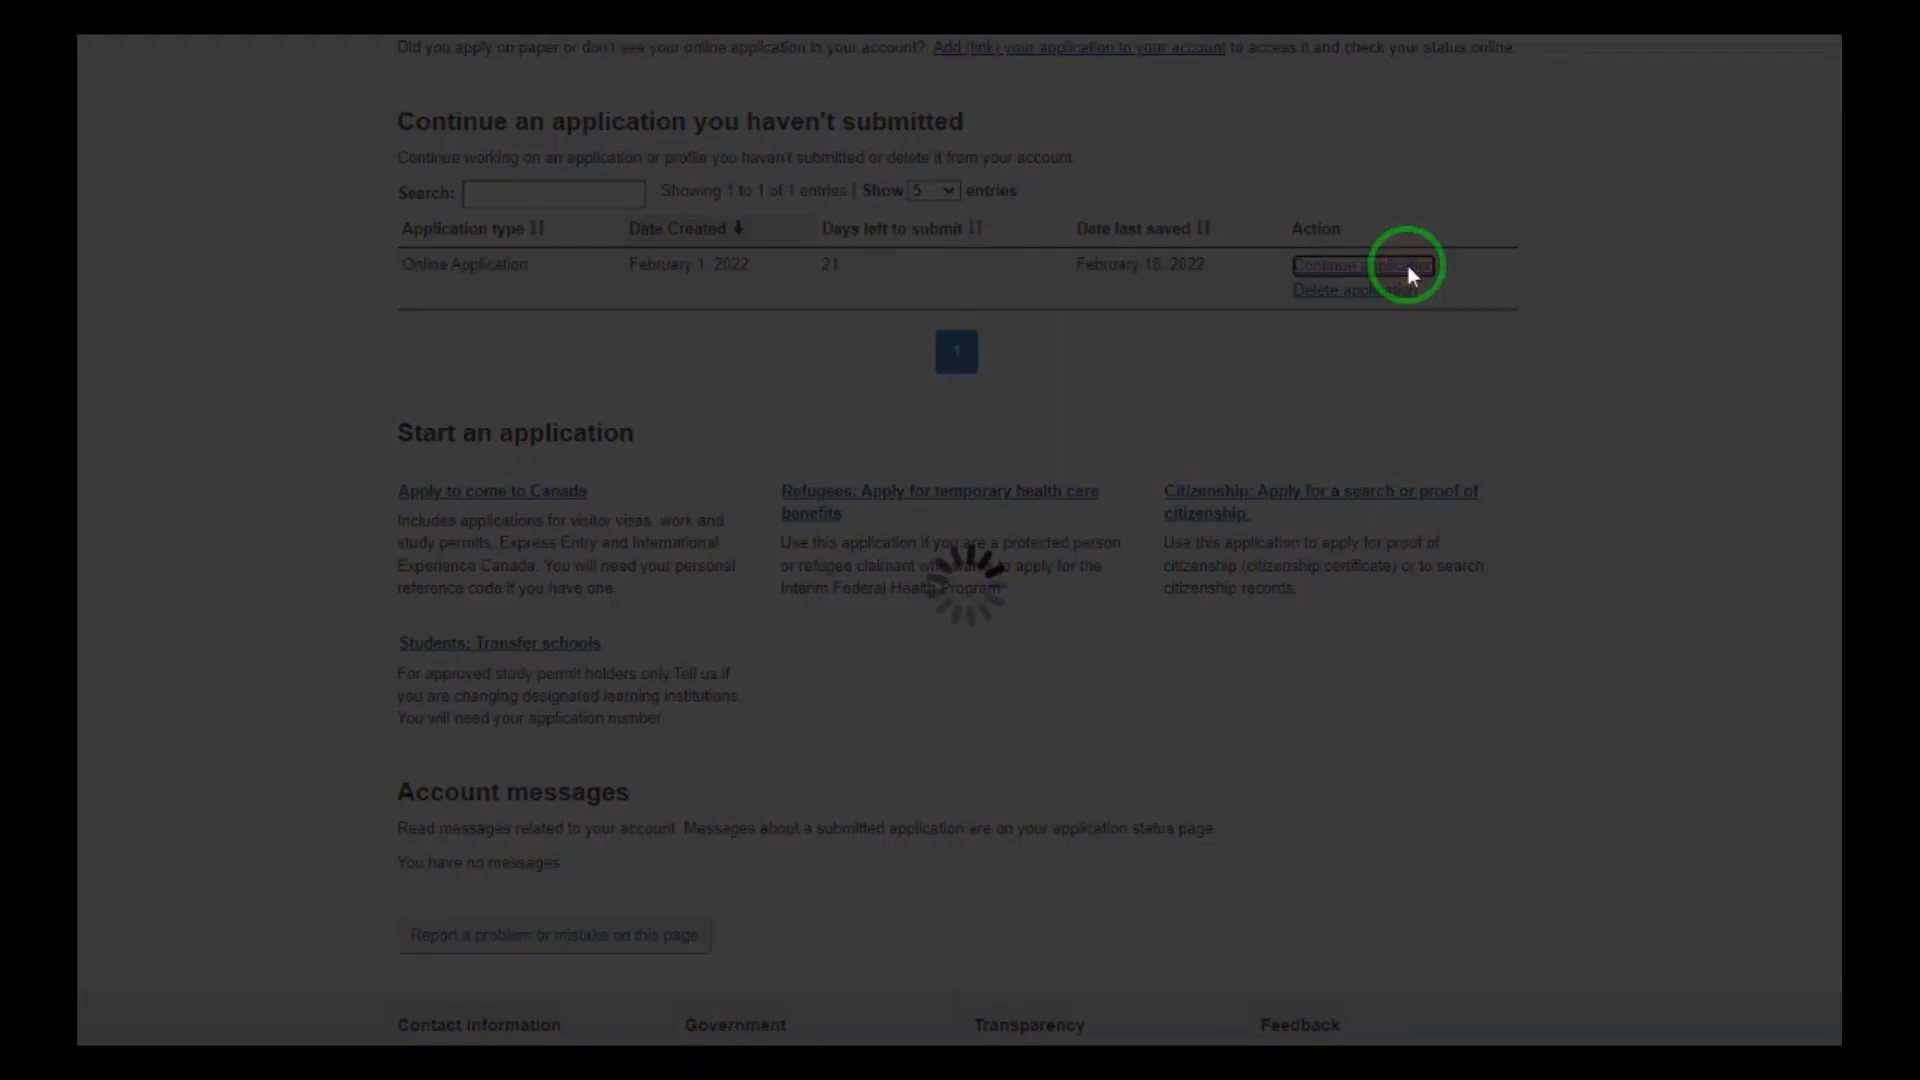 Did you apply on paper or don't see your online application in your account? Add (link) your application to your account to access it and check your status online.
Continue an application you haven't submitted
Continue working on an application or profile you haven't submitted or delete it from your account.
Search: Showing 1 to 1 of 1 entries | Show 5 entries
Application type Date Created Days left to submit Date last saved Action
Online Application February 1, 2022 21 February 18, 2022 Continue application
Delete application
1
Start an application
Apply to come to Canada
Includes applications for visitor visas, work and
study permits, Express Entry and International
Experience Canada. You will need your personal
reference code if you have one.
Refugees: Apply for temporary health care
benefits
Use this application if you are a protected person
or refugee claimant who wants to apply for the
Interim Federal Health Program.
Citizenship: Apply for a search or proof of
citizenship.
Use this application to apply for proof of
citizenship (citizenship certificate) or to search
citizenship records.
Students: Transfer schools
For approved study permit holders only. Tell us if
you are changing designated learning institutions.
You will need your application number.
Account messages
Read messages related to your account. Messages about a submitted application are on your application status page.
You have no messages
Report a problem or mistake on this page
Contact information Government Transparency Feedback